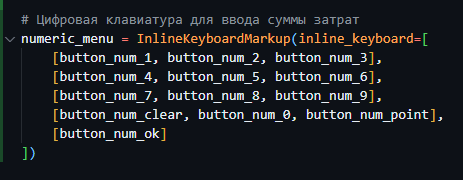 # Цифровая клавиатура для ввода суммы затрат
numeric_menu = InlineKeyboardMarkup(inline_keyboard=[
    [button_num_1, button_num_2, button_num_3],
    [button_num_4, button_num_5, button_num_6],
    [button_num_7, button_num_8, button_num_9],
    [button_num_clear, button_num_0, button_num_point],
    [button_num_ok]
])